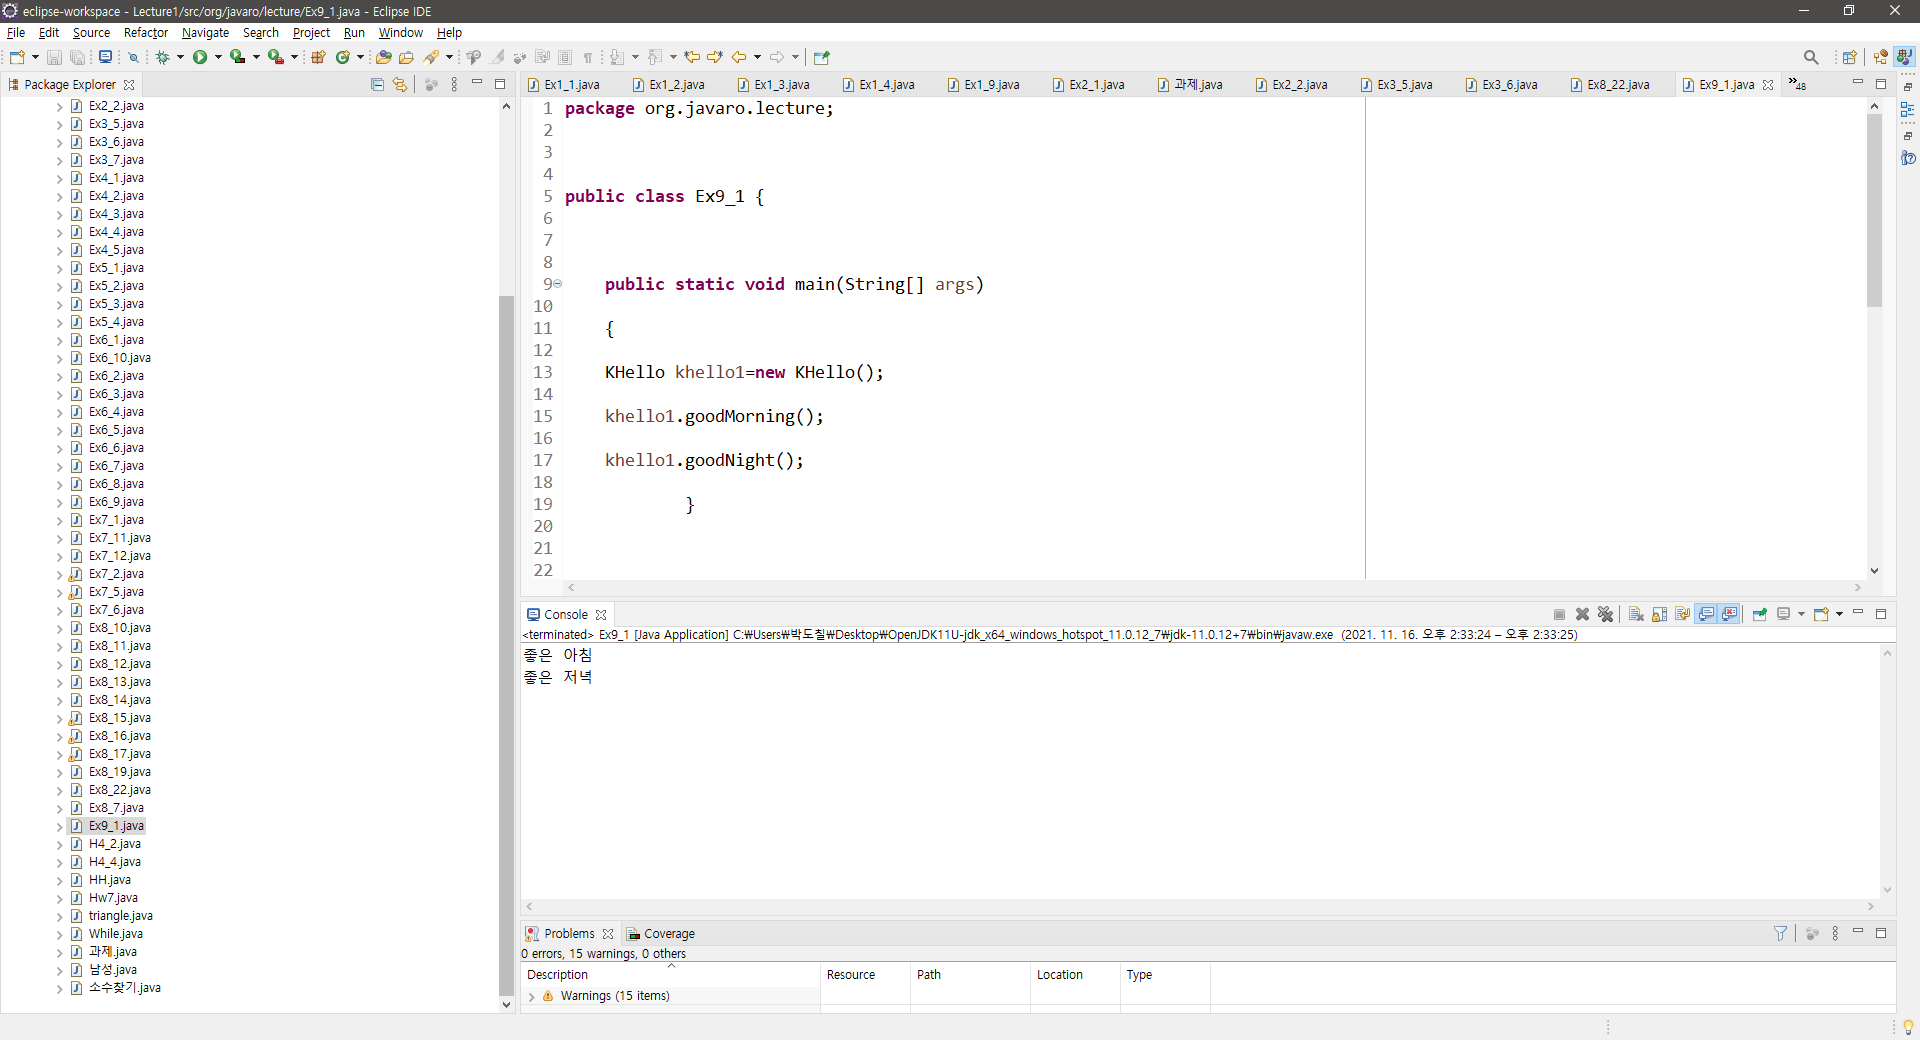 eclipse-workspace - Lecture1/src/org/javaro/lecture/Ex9_1.java - Eclipse IDE
File Edit Source Refactor Navigate Search Project Run Window Help
Package Explorer
Ex2_2.java
Ex3_5.java
Ex3_6.java
Ex3_7.java
Ex4_1.java
Ex4_2.java
Ex4_3.java
Ex4_4.java
Ex4_5.java
Ex5_1.java
Ex5_2.java
Ex5_3.java
Ex5_4.java
Ex6_1.java
Ex6_10.java
Ex6_2.java
Ex6_3.java
Ex6_4.java
Ex6_5.java
Ex6_6.java
Ex6_7.java
Ex6_8.java
Ex6_9.java
Ex7_1.java
Ex7_11.java
Ex7_12.java
Ex7_2.java
Ex7_5.java
Ex7_6.java
Ex8_10.java
Ex8_11.java
Ex8_12.java
Ex8_13.java
Ex8_14.java
Ex8_15.java
Ex8_16.java
Ex8_17.java
Ex8_19.java
Ex8_22.java
Ex8_7.java
Ex9_1.java
H4_2.java
H4_4.java
HH.java
Hw7.java
triangle.java
While.java
과제.java
남성.java
소수찾기.java
Ex1_1.java Ex1_2.java Ex1_3.java Ex1_4.java Ex1_9.java Ex2_1.java 과제.java Ex2_2.java Ex3_5.java Ex3_6.java Ex8_22.java Ex9_1.java »48
1 package org.javaro.lecture;
2
3
4
5 public class Ex9_1 {
6
7
8
9 public static void main(String[] args)
10
11 {
12
13 KHello khello1=new KHello();
14
15 khello1.goodMorning();
16
17 khello1.goodNight();
18
19 }
20
21
22
Console
<terminated> Ex9_1 [Java Application] C:₩Users₩박도칠₩Desktop₩OpenJDK11U-jdk_x64_windows_hotspot_11.0.12_7₩jdk-11.0.12+7₩bin₩javaw.exe (2021. 11. 16. 오후 2:33:24 – 오후 2:33:25)
좋은 아침
좋은 저녁
Problems Coverage
0 errors, 15 warnings, 0 others
Description Resource Path Location Type
Warnings (15 items)